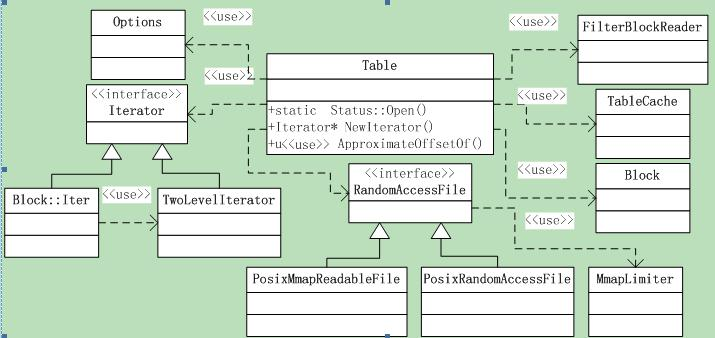 Options
<<use>>
<<use>>
FilterBlockReader
<<use>>
Table
<<interface>>
Iterator
+static Status::Open()
+Iterator* NewIterator()
+u<<use>> ApproximateOffsetOf()
<<use>>
TableCache
<<use>>
Block
<<interface>>
RandomAccessFile
Block::Iter
<<use>>
TwoLevelIterator
<<use>>
PosixMmapReadableFile
PosixRandomAccessFile
MmapLimiter